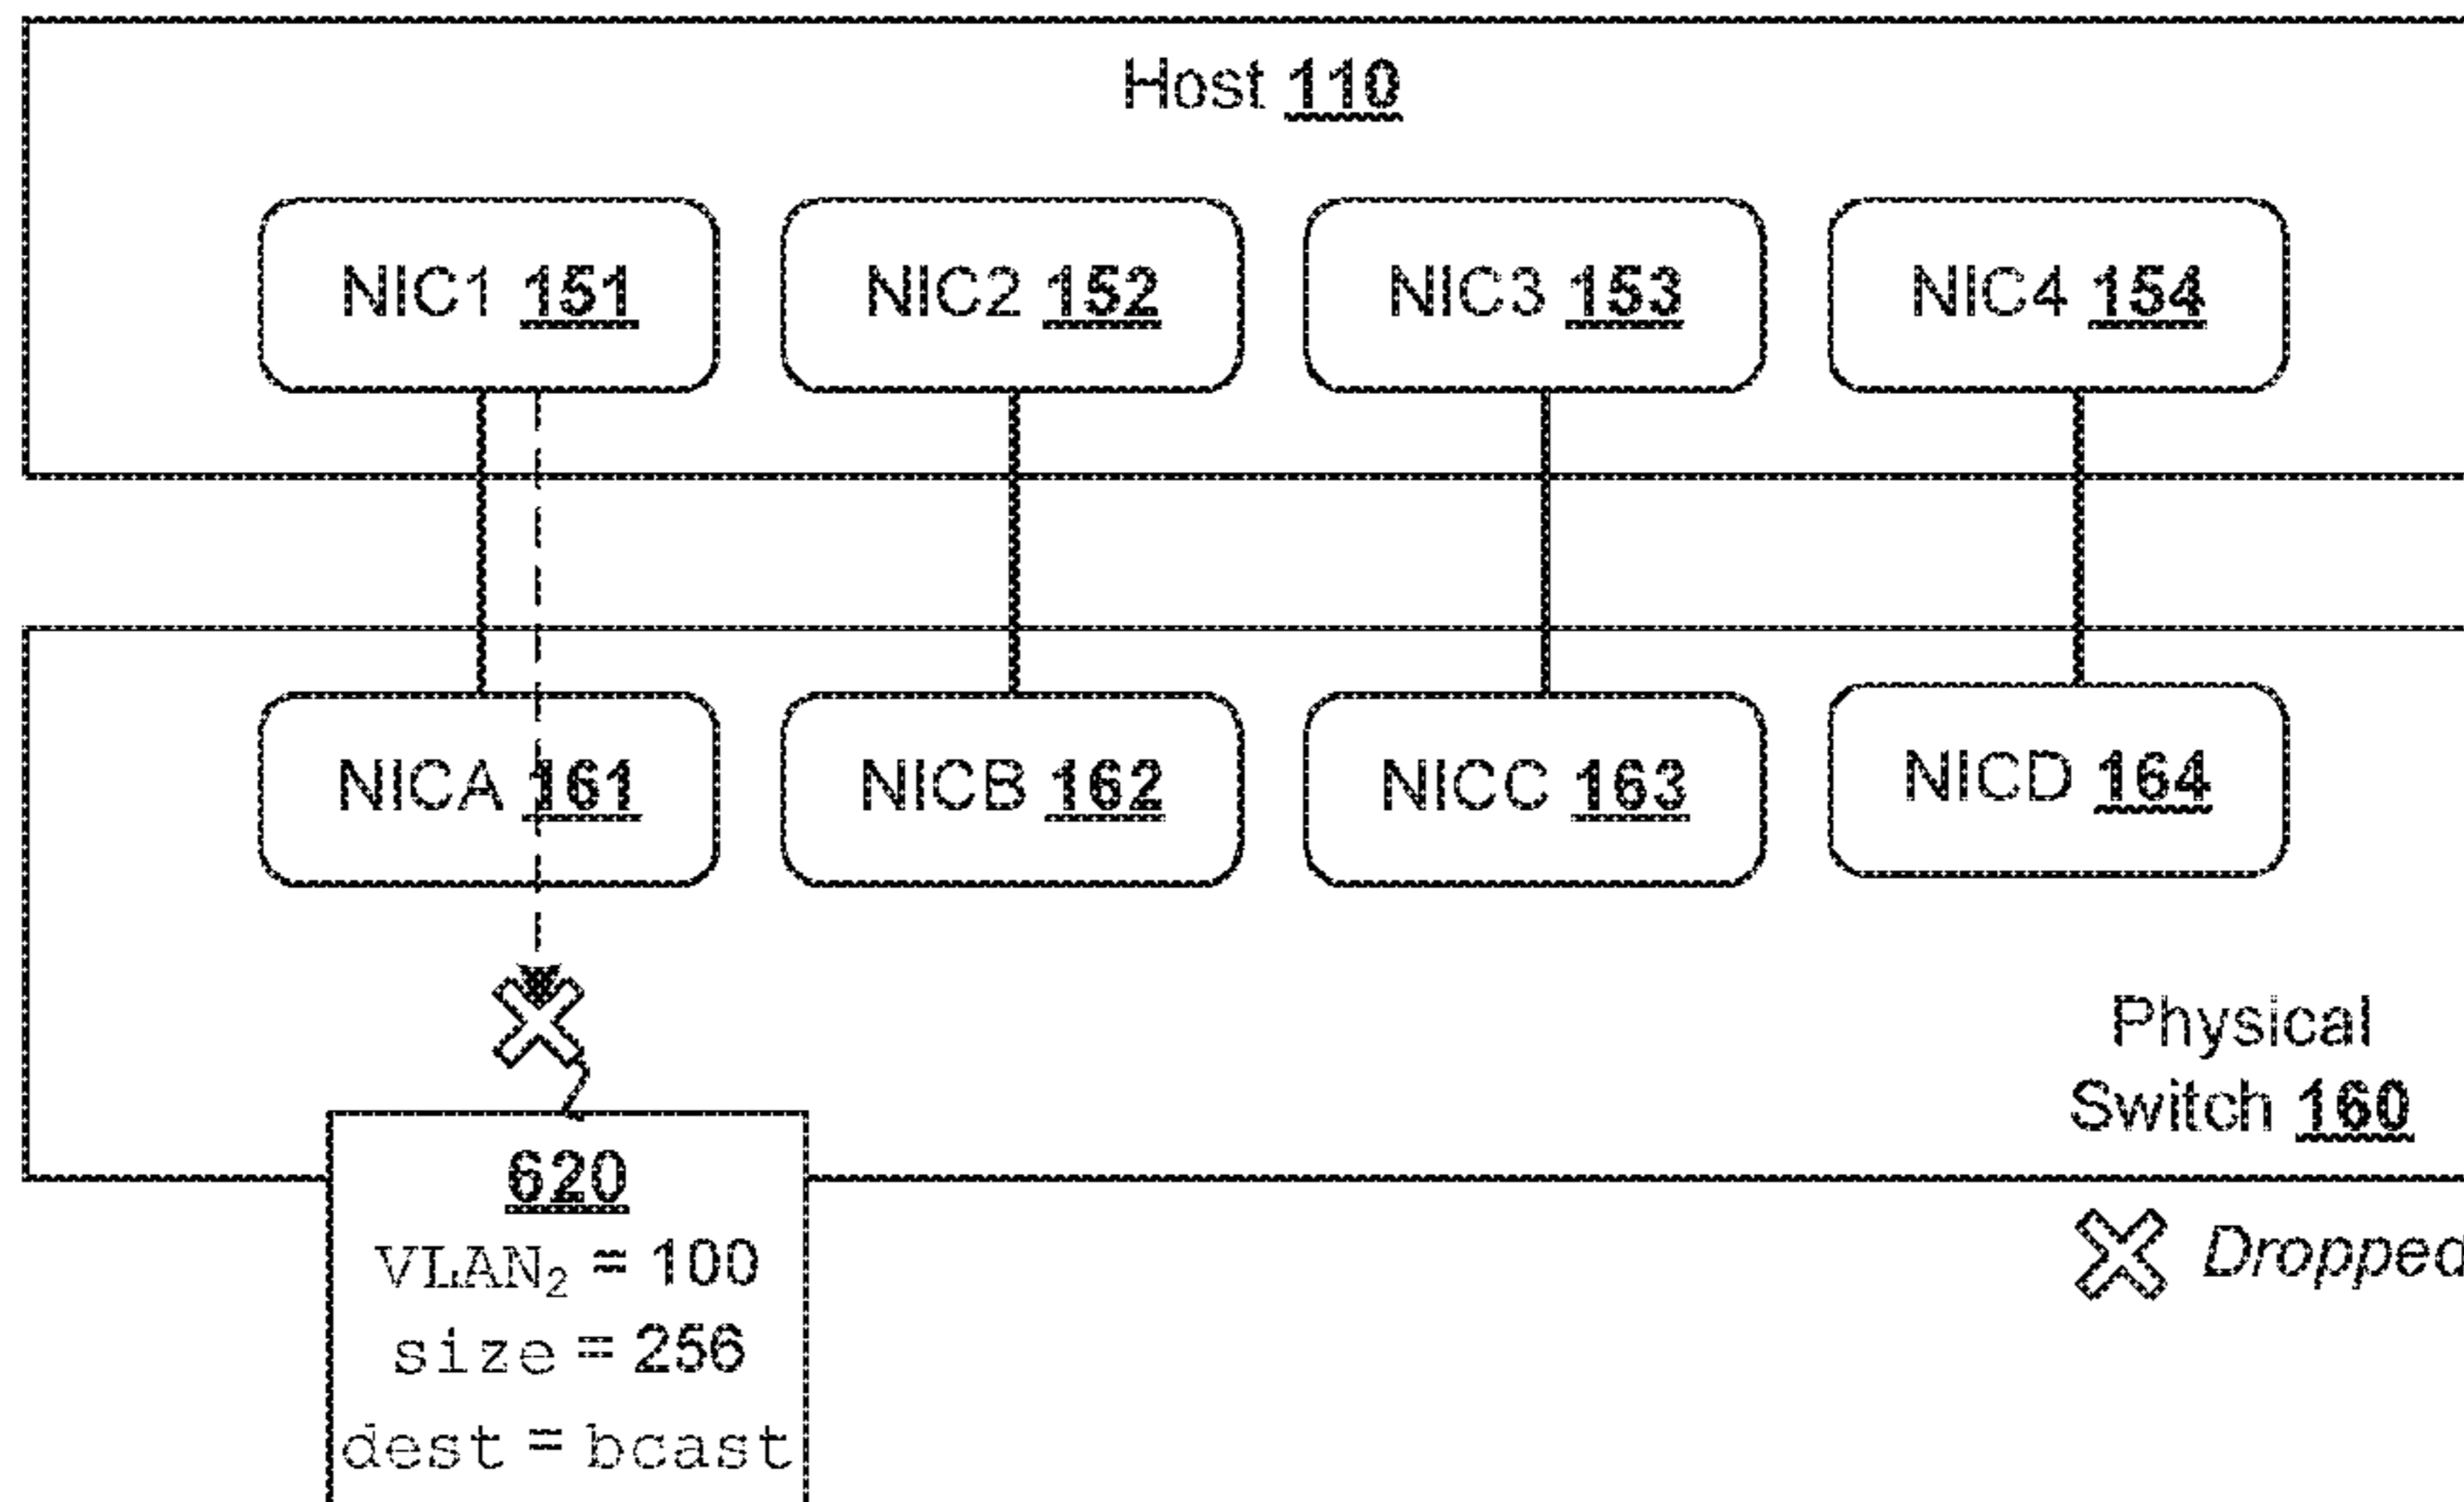 Host 110
NIC1 151
NIC2 152
NIC3 153
NIC4 154
NICA 161
NICB 162
NICC 163
NICD 164
Physical
Switch 160
620
VLAN₂ = 100
size = 256
dest = bcast
Dropped